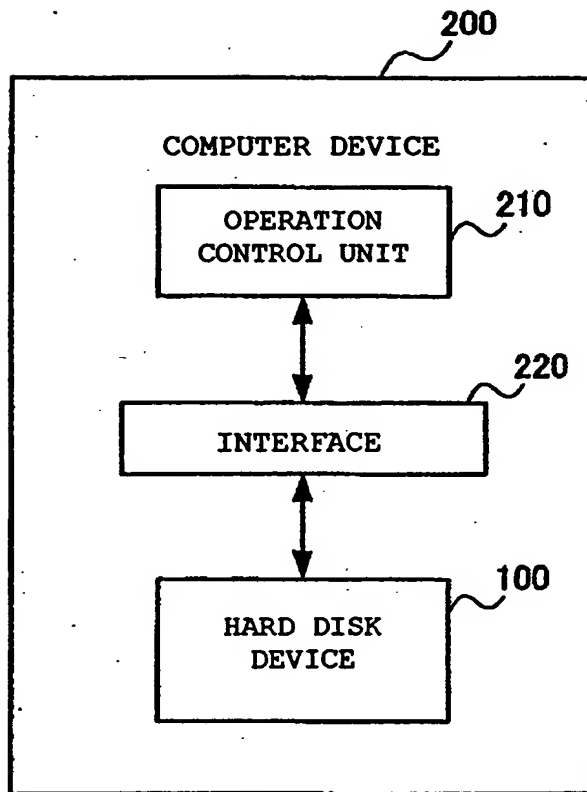 200
COMPUTER DEVICE
OPERATION
CONTROL UNIT
210
220
INTERFACE
100
HARD DISK
DEVICE